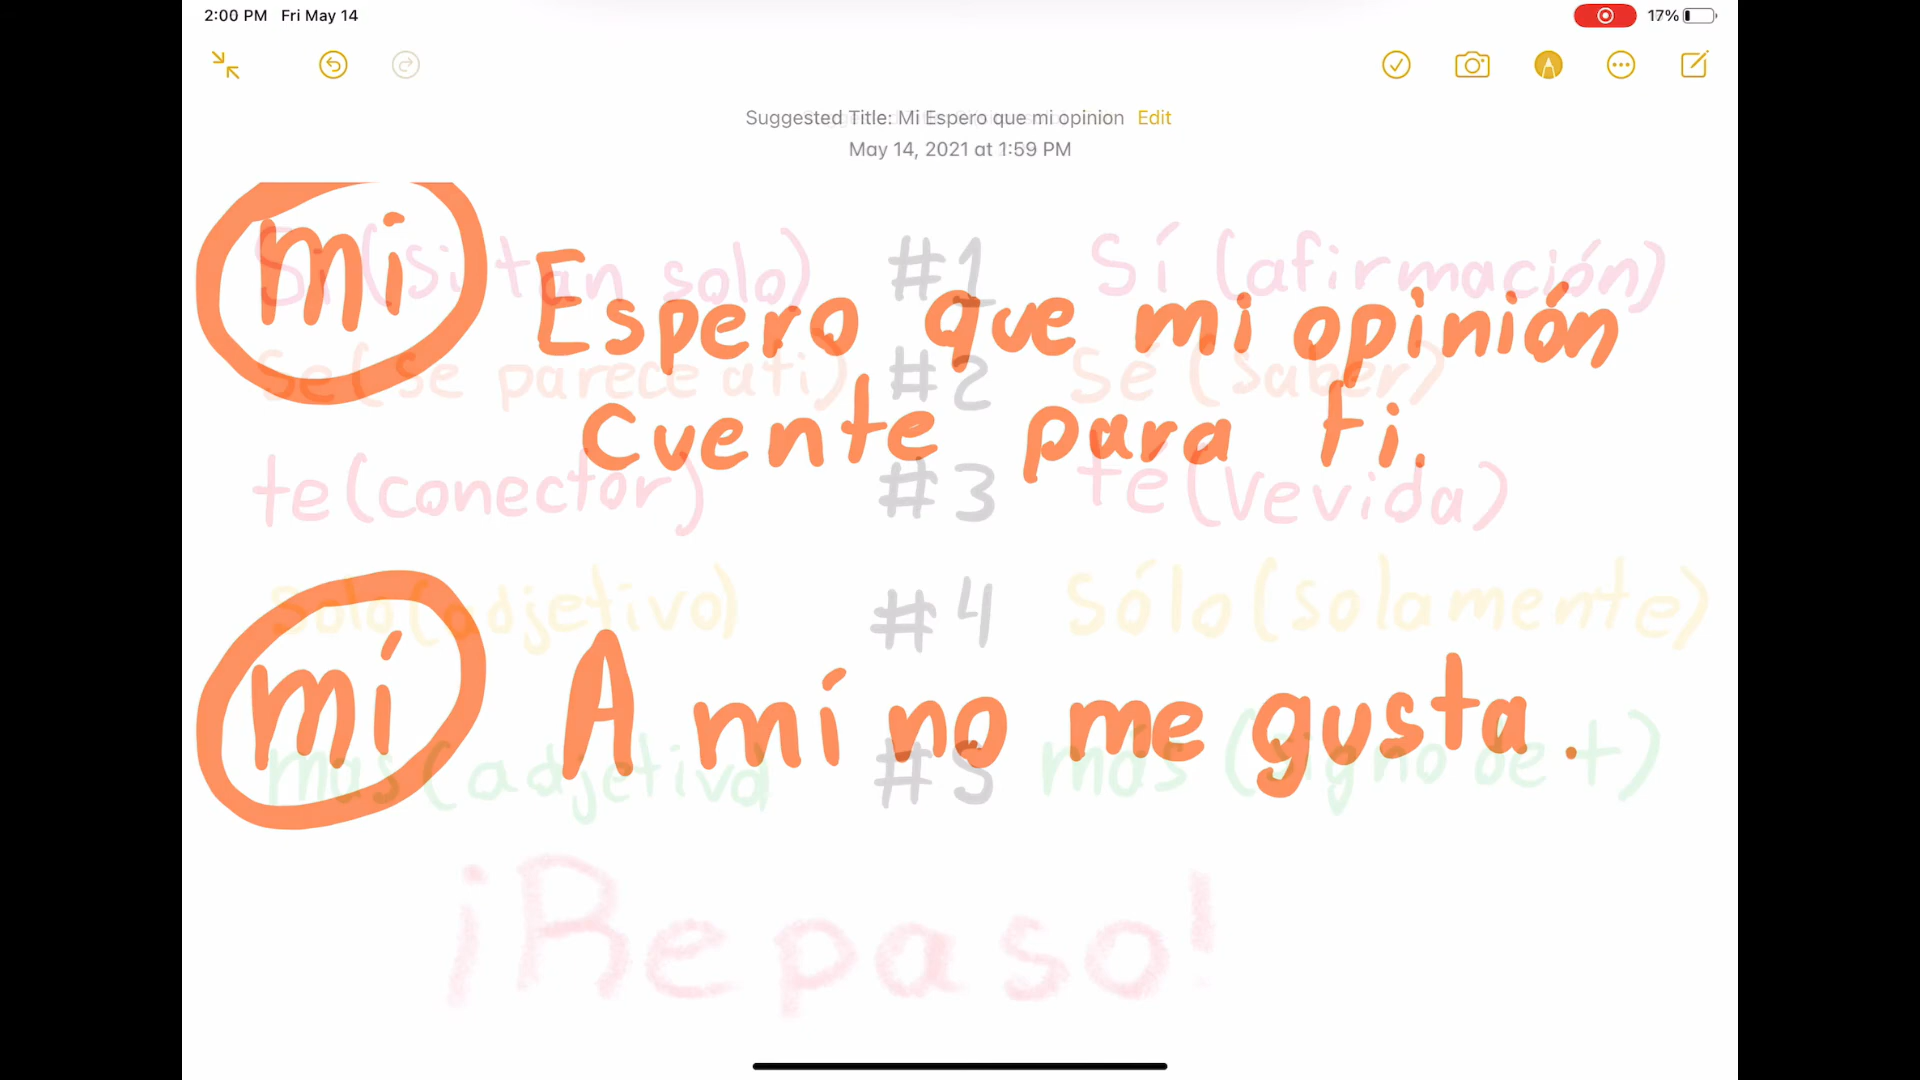 2:00 PM Fri May 14
17%
Suggested Title: Mi Espero que mi opinion Edit
May 14, 2021 at 1:59 PM
mi
Espero que mi opinión
cuente para ti.
mí
A mí no me gusta.
Si (si tan solo) #1 Sí (afirmación)
Se (se parece a ti) #2 Sé (saber)
te (conector) #3 té (Vevida)
Solo (adjetivo) #4 Sólo (solamente)
mas (adjetivo #5 más (signo de +)
¡Repaso!